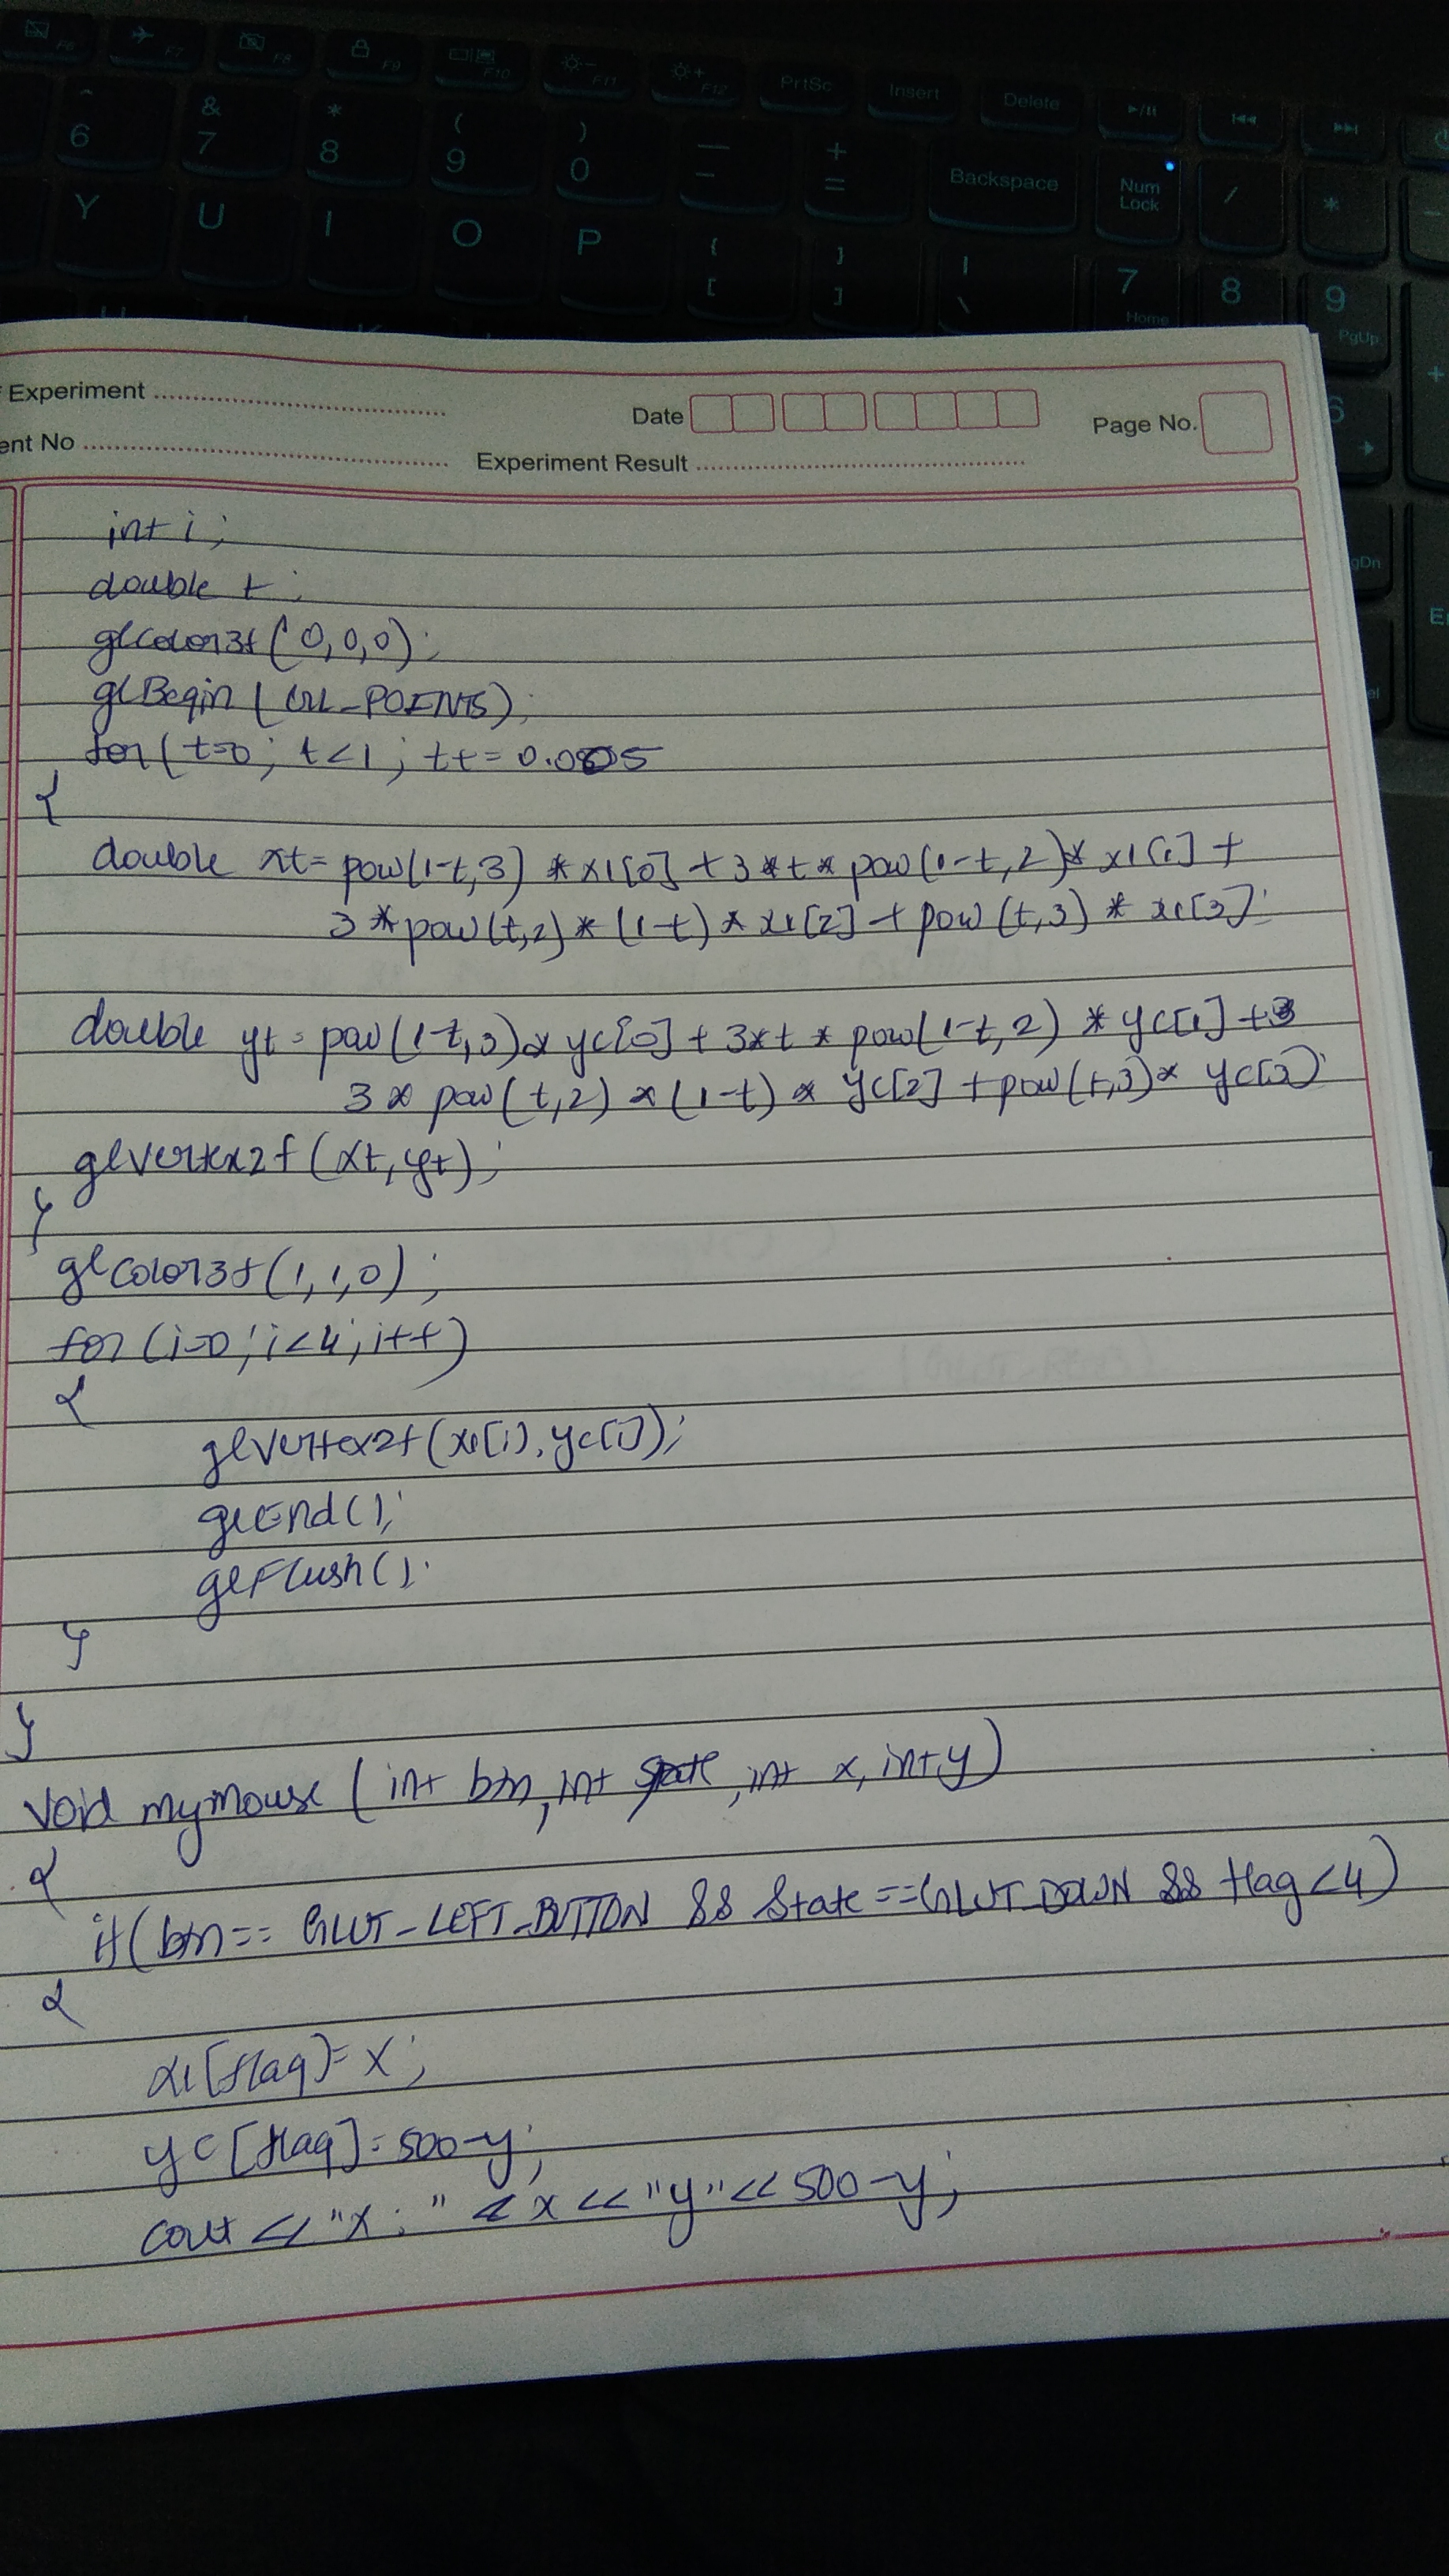 F6 F7 F8 F9 F10 F11 F12 PrtSc Insert Delete
^ 6 & 7 * 8 ( 9 ) 0 — - + = Backspace Num Lock / * -
Y U I O P { [ } ] | \ 7 Home 8 9 PgUp +
6
gDn
Experiment
Date
Page No.
ent No
Experiment Result
int i;
double t;
glColor3f(0,0,0);
glBegin(GL_POINTS);
for(t=0; t<1; t+=0.0005
{
double xt= pow(1-t,3) * x1[0] + 3*t* pow(1-t,2)* x1[1] +
3*pow(t,2)*(1-t)* x1[2] + pow(t,3) * x1[3];
double yt= pow(1-t,3)* yc[0] + 3*t * pow(1-t,2) * yc[1] +3
3* pow(t,2) * (1-t) * yc[2] + pow(t,3)* yc[3];
glVertex2f(xt,yt);
}
glColor3f(1,1,0);
for(i=0;i<4;i++)
{
glVertex2f(x1[i],yc[i]);
glEnd();
glFlush();
}
}
void mymouse(int btn,int state,int x,int y)
{
if(btn== GLUT_LEFT_BUTTON && State==GLUT_DOWN && flag<4)
{
x1[flag]=x;
yc[flag]=500-y;
cout<<"x:"<<x<<"y"<<500-y;